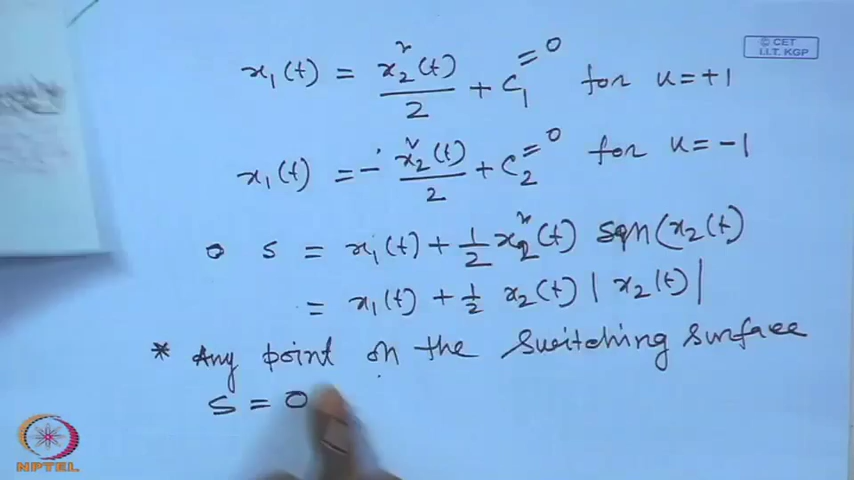 © CET
I.I.T. KGP
x₁(t) = x₂²(t)/2 + C₁ = 0 for u = +1
x₁(t) = - x₂²(t)/2 + C₂ = 0 for u = -1
s = x₁(t) + 1/2 x₂²(t) sgn(x₂(t)
= x₁(t) + 1/2 x₂(t) | x₂(t) |
* Any point on the switching surface
s = 0
NPTEL